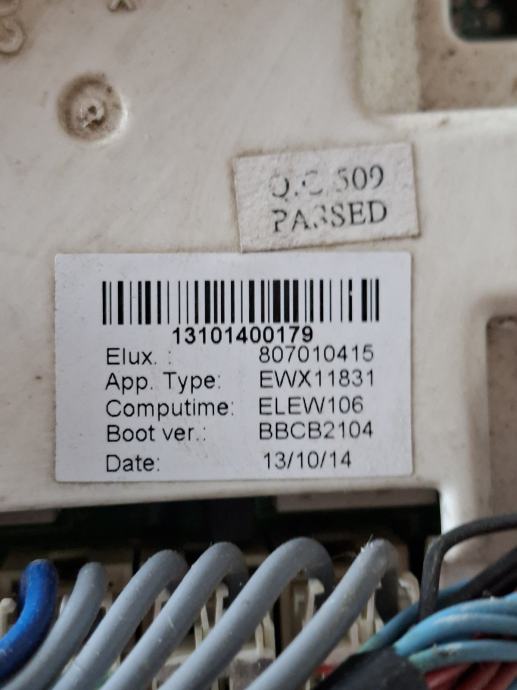 Q.C 509
PASSED
13101400179
Elux. : 807010415
App. Type: EWX11831
Computime: ELEW106
Boot ver.: BBCB2104
Date: 13/10/14